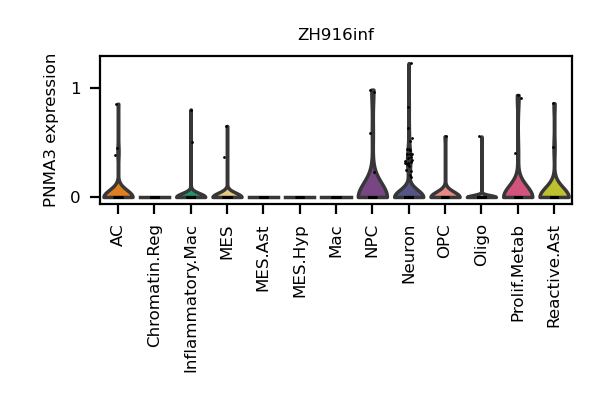 ZH916inf
PNMA3 expression
1
0
AC
Chromatin.Reg
Inflammatory.Mac
MES
MES.Ast
MES.Hyp
Mac
NPC
Neuron
OPC
Oligo
Prolif.Metab
Reactive.Ast